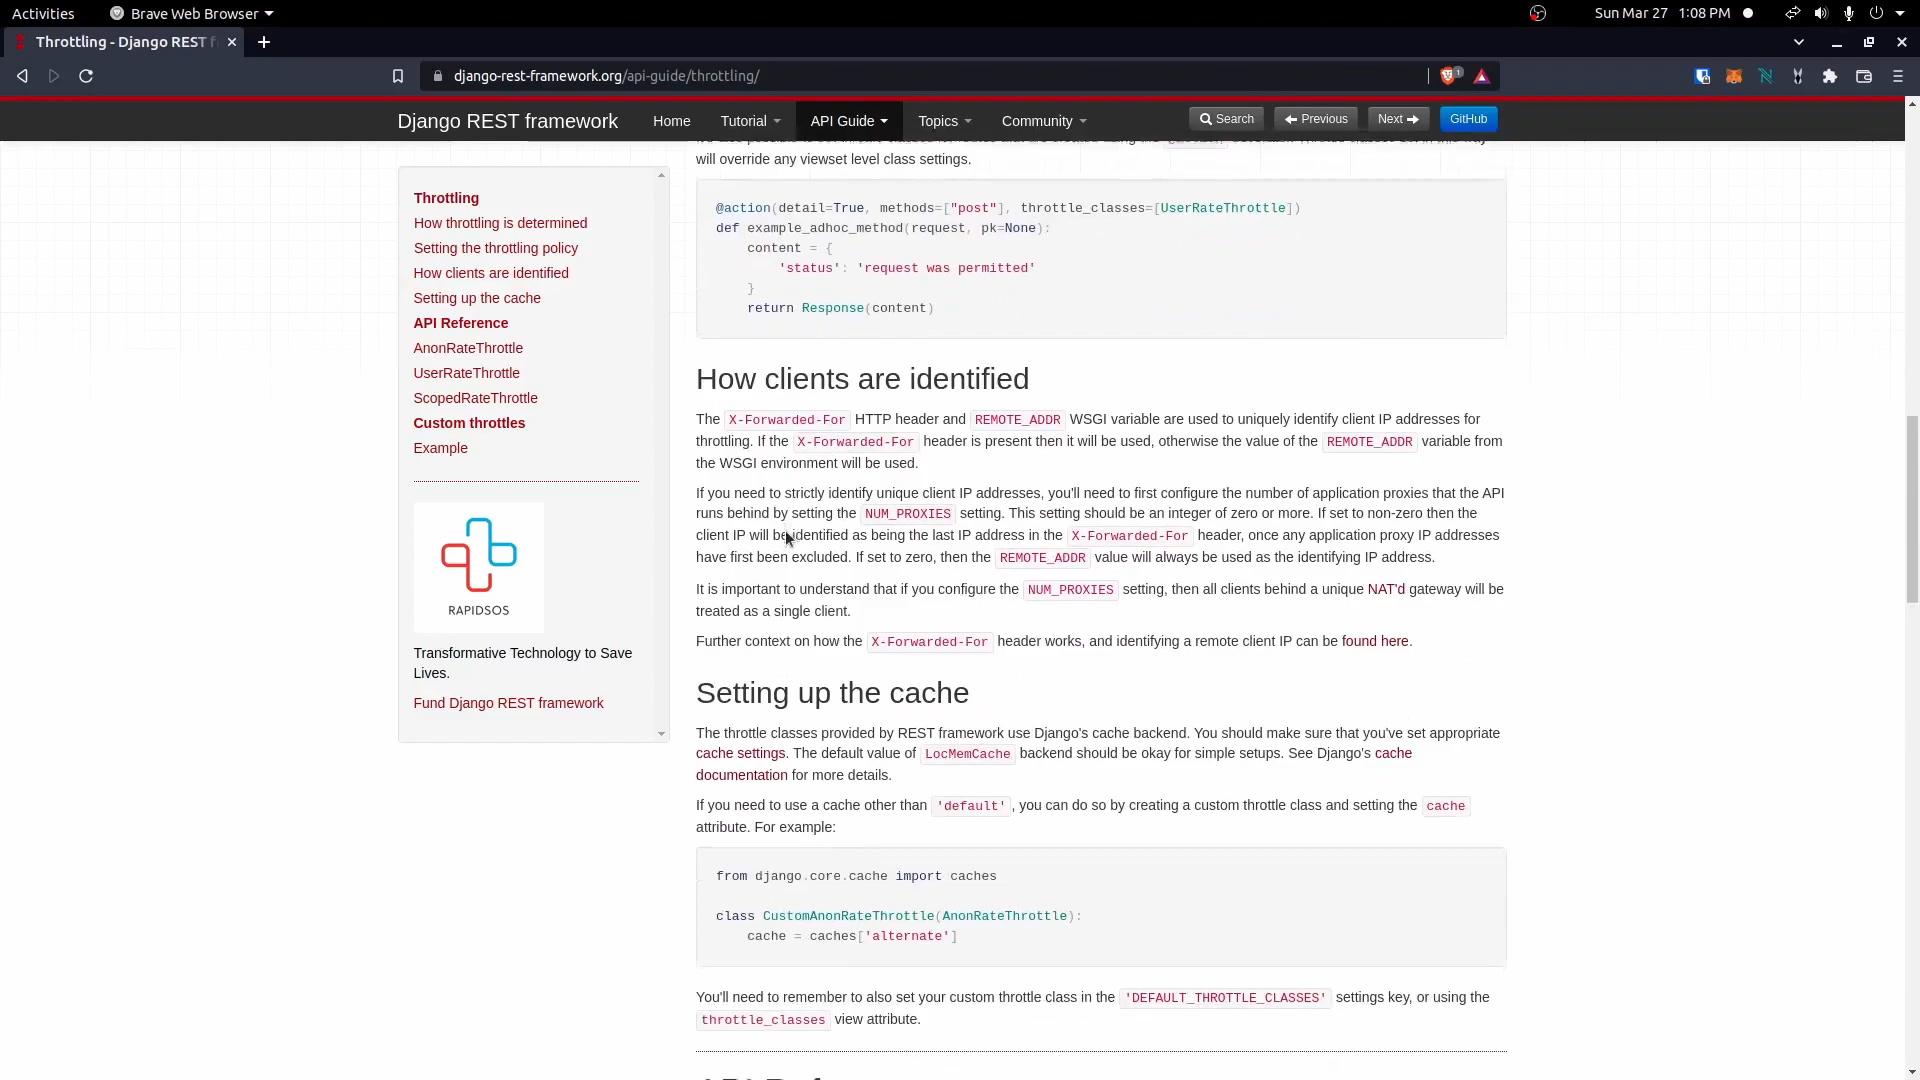 Activities
Brave Web Browser
Sun Mar 27 1:08 PM
Throttling - Django REST f
django-rest-framework.org/api-guide/throttling/
1
Django REST framework
Home
Tutorial
API Guide
Topics
Community
Search
Previous
Next
GitHub
Throttling
How throttling is determined
Setting the throttling policy
How clients are identified
Setting up the cache
API Reference
AnonRateThrottle
UserRateThrottle
ScopedRateThrottle
Custom throttles
Example
RAPIDSOS
Transformative Technology to Save
Lives.
Fund Django REST framework
will override any viewset level class settings.
@action(detail=True, methods=["post"], throttle_classes=[UserRateThrottle])
def example_adhoc_method(request, pk=None):
content = {
'status': 'request was permitted'
}
return Response(content)
How clients are identified
The X-Forwarded-For HTTP header and REMOTE_ADDR WSGI variable are used to uniquely identify client IP addresses for
throttling. If the X-Forwarded-For header is present then it will be used, otherwise the value of the REMOTE_ADDR variable from
the WSGI environment will be used.
If you need to strictly identify unique client IP addresses, you'll need to first configure the number of application proxies that the API
runs behind by setting the NUM_PROXIES setting. This setting should be an integer of zero or more. If set to non-zero then the
client IP will be identified as being the last IP address in the X-Forwarded-For header, once any application proxy IP addresses
have first been excluded. If set to zero, then the REMOTE_ADDR value will always be used as the identifying IP address.
It is important to understand that if you configure the NUM_PROXIES setting, then all clients behind a unique NAT'd gateway will be
treated as a single client.
Further context on how the X-Forwarded-For header works, and identifying a remote client IP can be found here.
Setting up the cache
The throttle classes provided by REST framework use Django's cache backend. You should make sure that you've set appropriate
cache settings. The default value of LocMemCache backend should be okay for simple setups. See Django's cache
documentation for more details.
If you need to use a cache other than 'default', you can do so by creating a custom throttle class and setting the cache
attribute. For example:
from django.core.cache import caches
class CustomAnonRateThrottle(AnonRateThrottle):
cache = caches['alternate']
You'll need to remember to also set your custom throttle class in the 'DEFAULT_THROTTLE_CLASSES' settings key, or using the
throttle_classes view attribute.